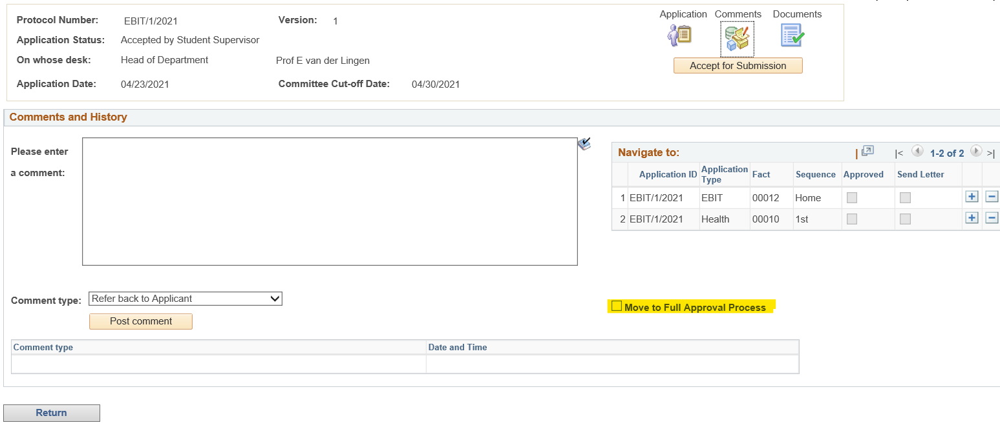 Protocol Number: EBIT/1/2021 Version: 1
Application Comments Documents
Application Status: Accepted by Student Supervisor
On whose desk: Head of Department Prof E van der Lingen
Accept for Submission
Application Date: 04/23/2021 Committee Cut-off Date: 04/30/2021
Comments and History
Please enter
a comment:
Navigate to: | |< 1-2 of 2 >|
Application ID Application Type Fact Sequence Approved Send Letter
1 EBIT/1/2021 EBIT 00012 Home + −
2 EBIT/1/2021 Health 00010 1st + −
Comment type: Refer back to Applicant
Move to Full Approval Process
Post comment
Comment type Date and Time
Return